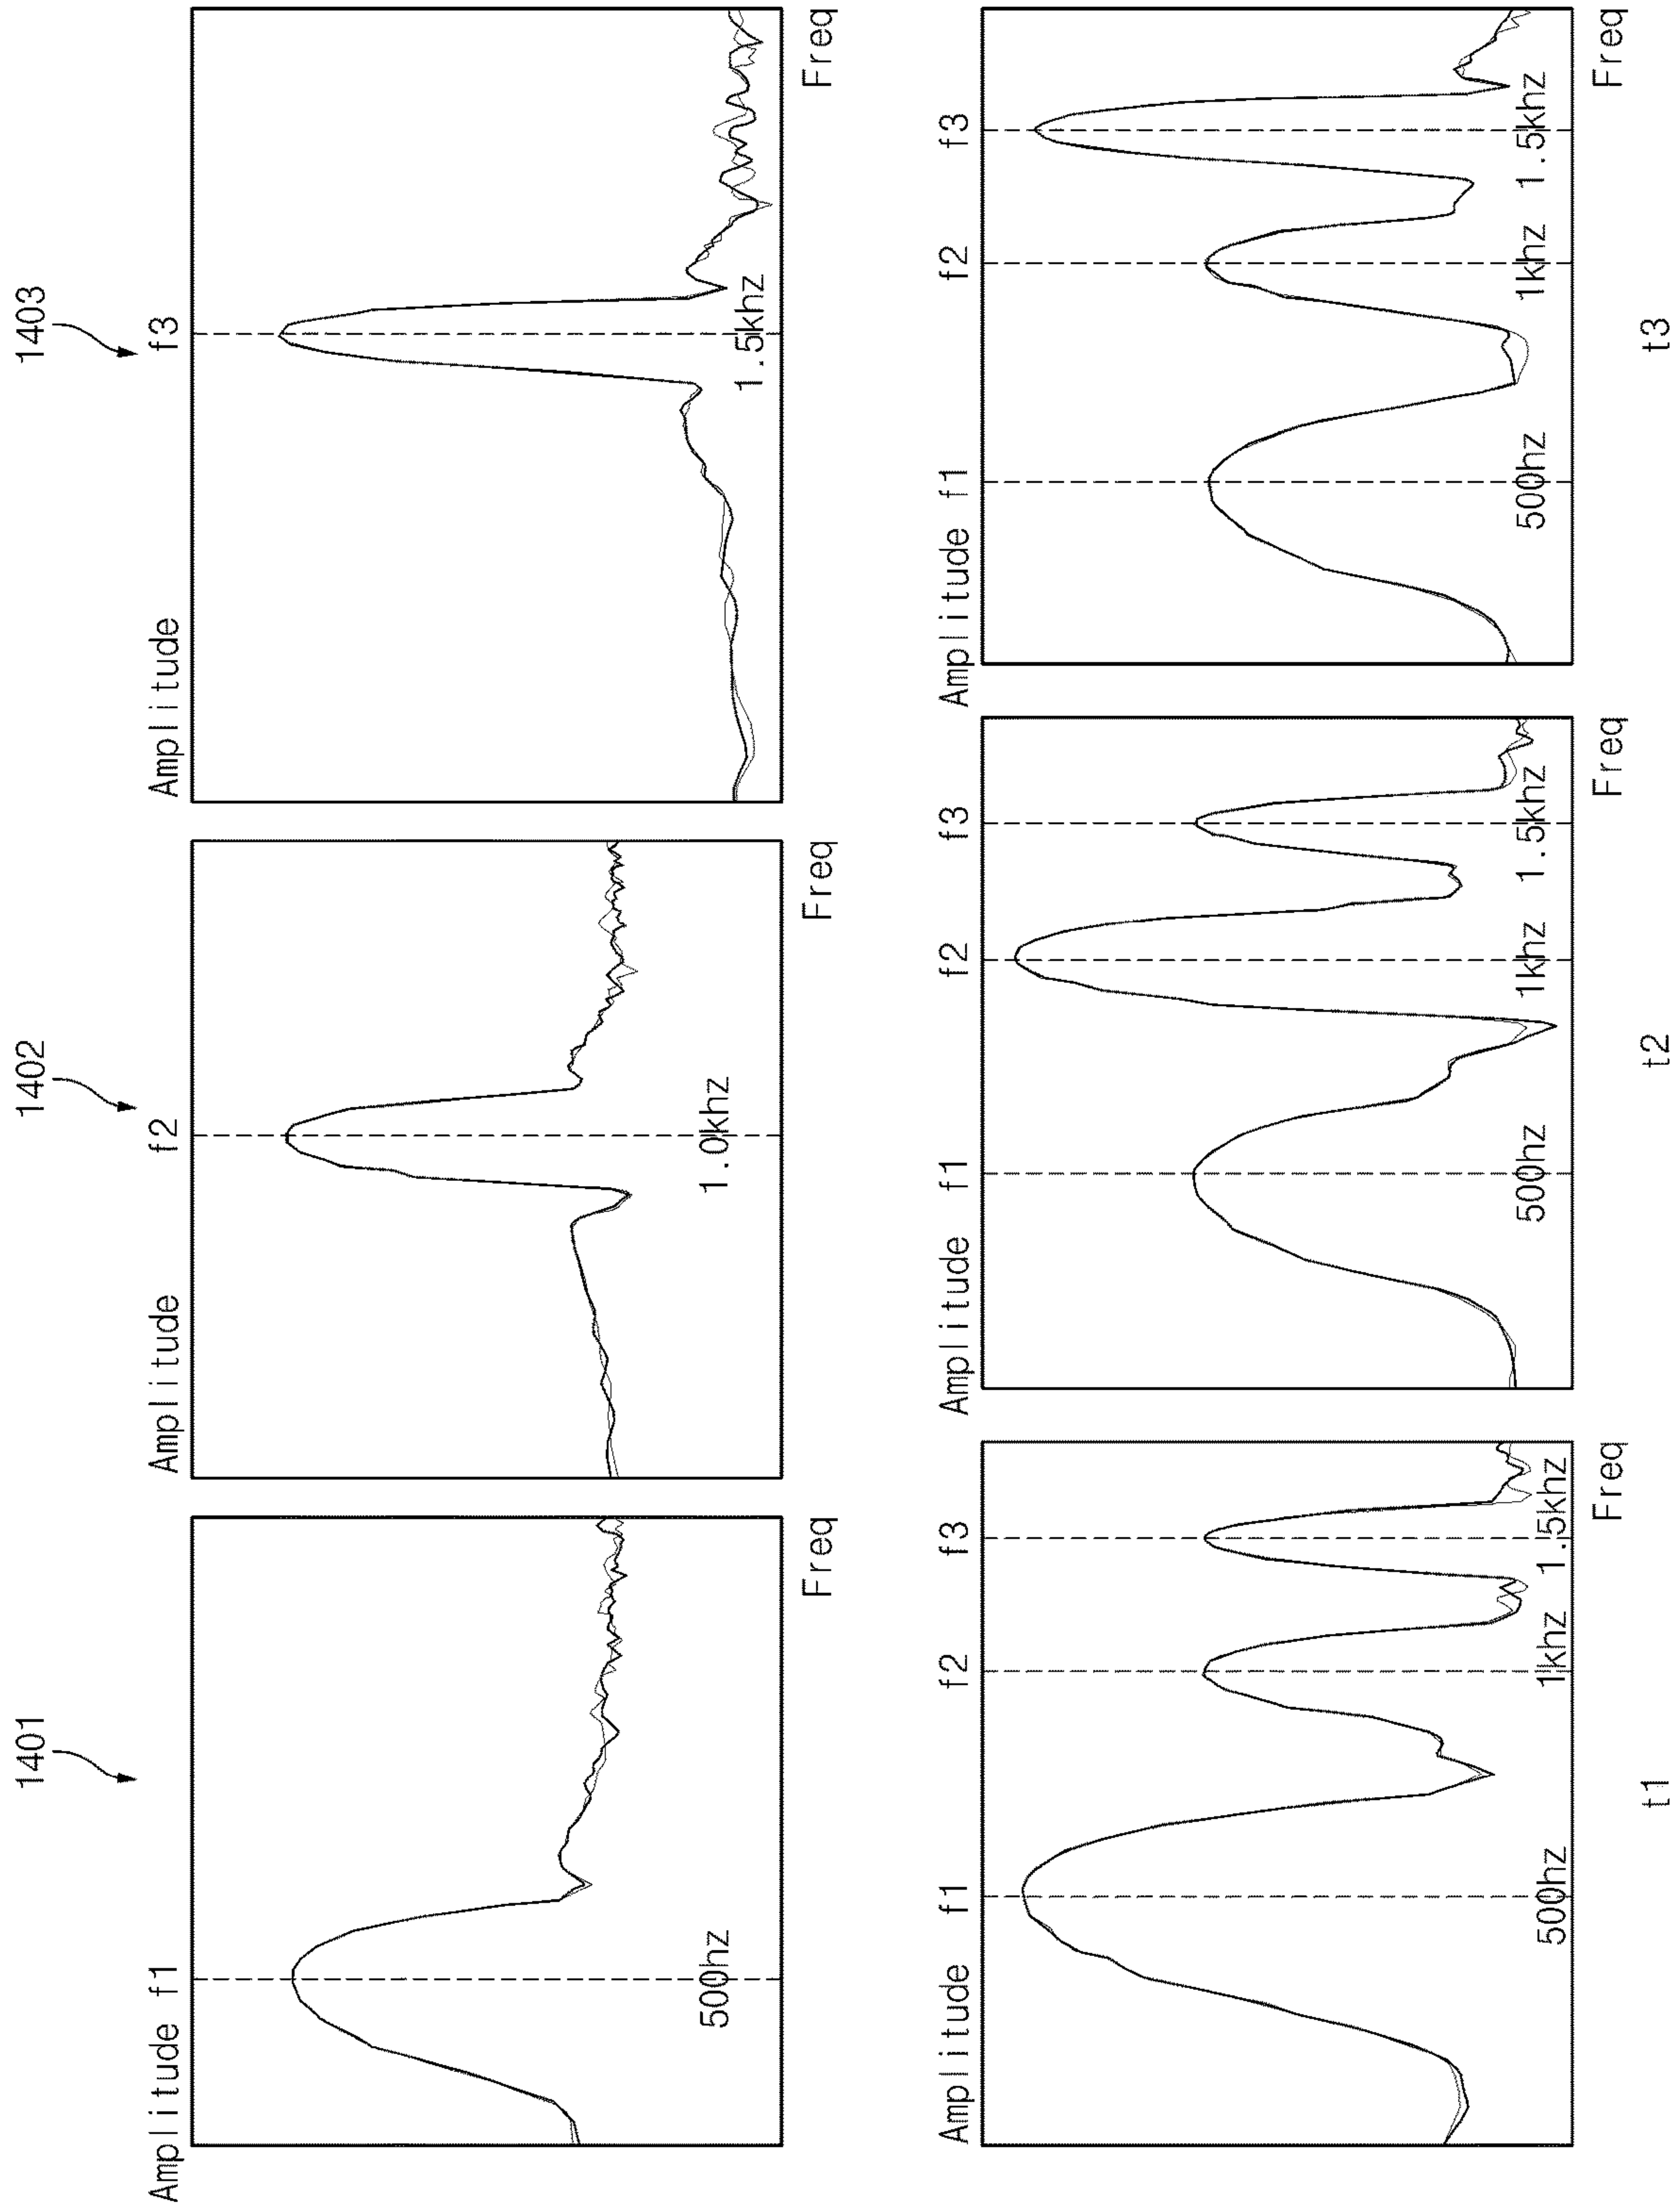 1401
Amplitude f1
500hz
Freq
1402
Amplitude f2
1.0khz
Freq
1403
Amplitude f3
1.5khz
Freq
Amplitude f1 f2 f3
500hz 1khz 1.5khz
Freq
t1
Amplitude f1 f2 f3
500hz 1khz 1.5khz
Freq
t2
Amplitude f1 f2 f3
500hz 1khz 1.5khz
Freq
t3